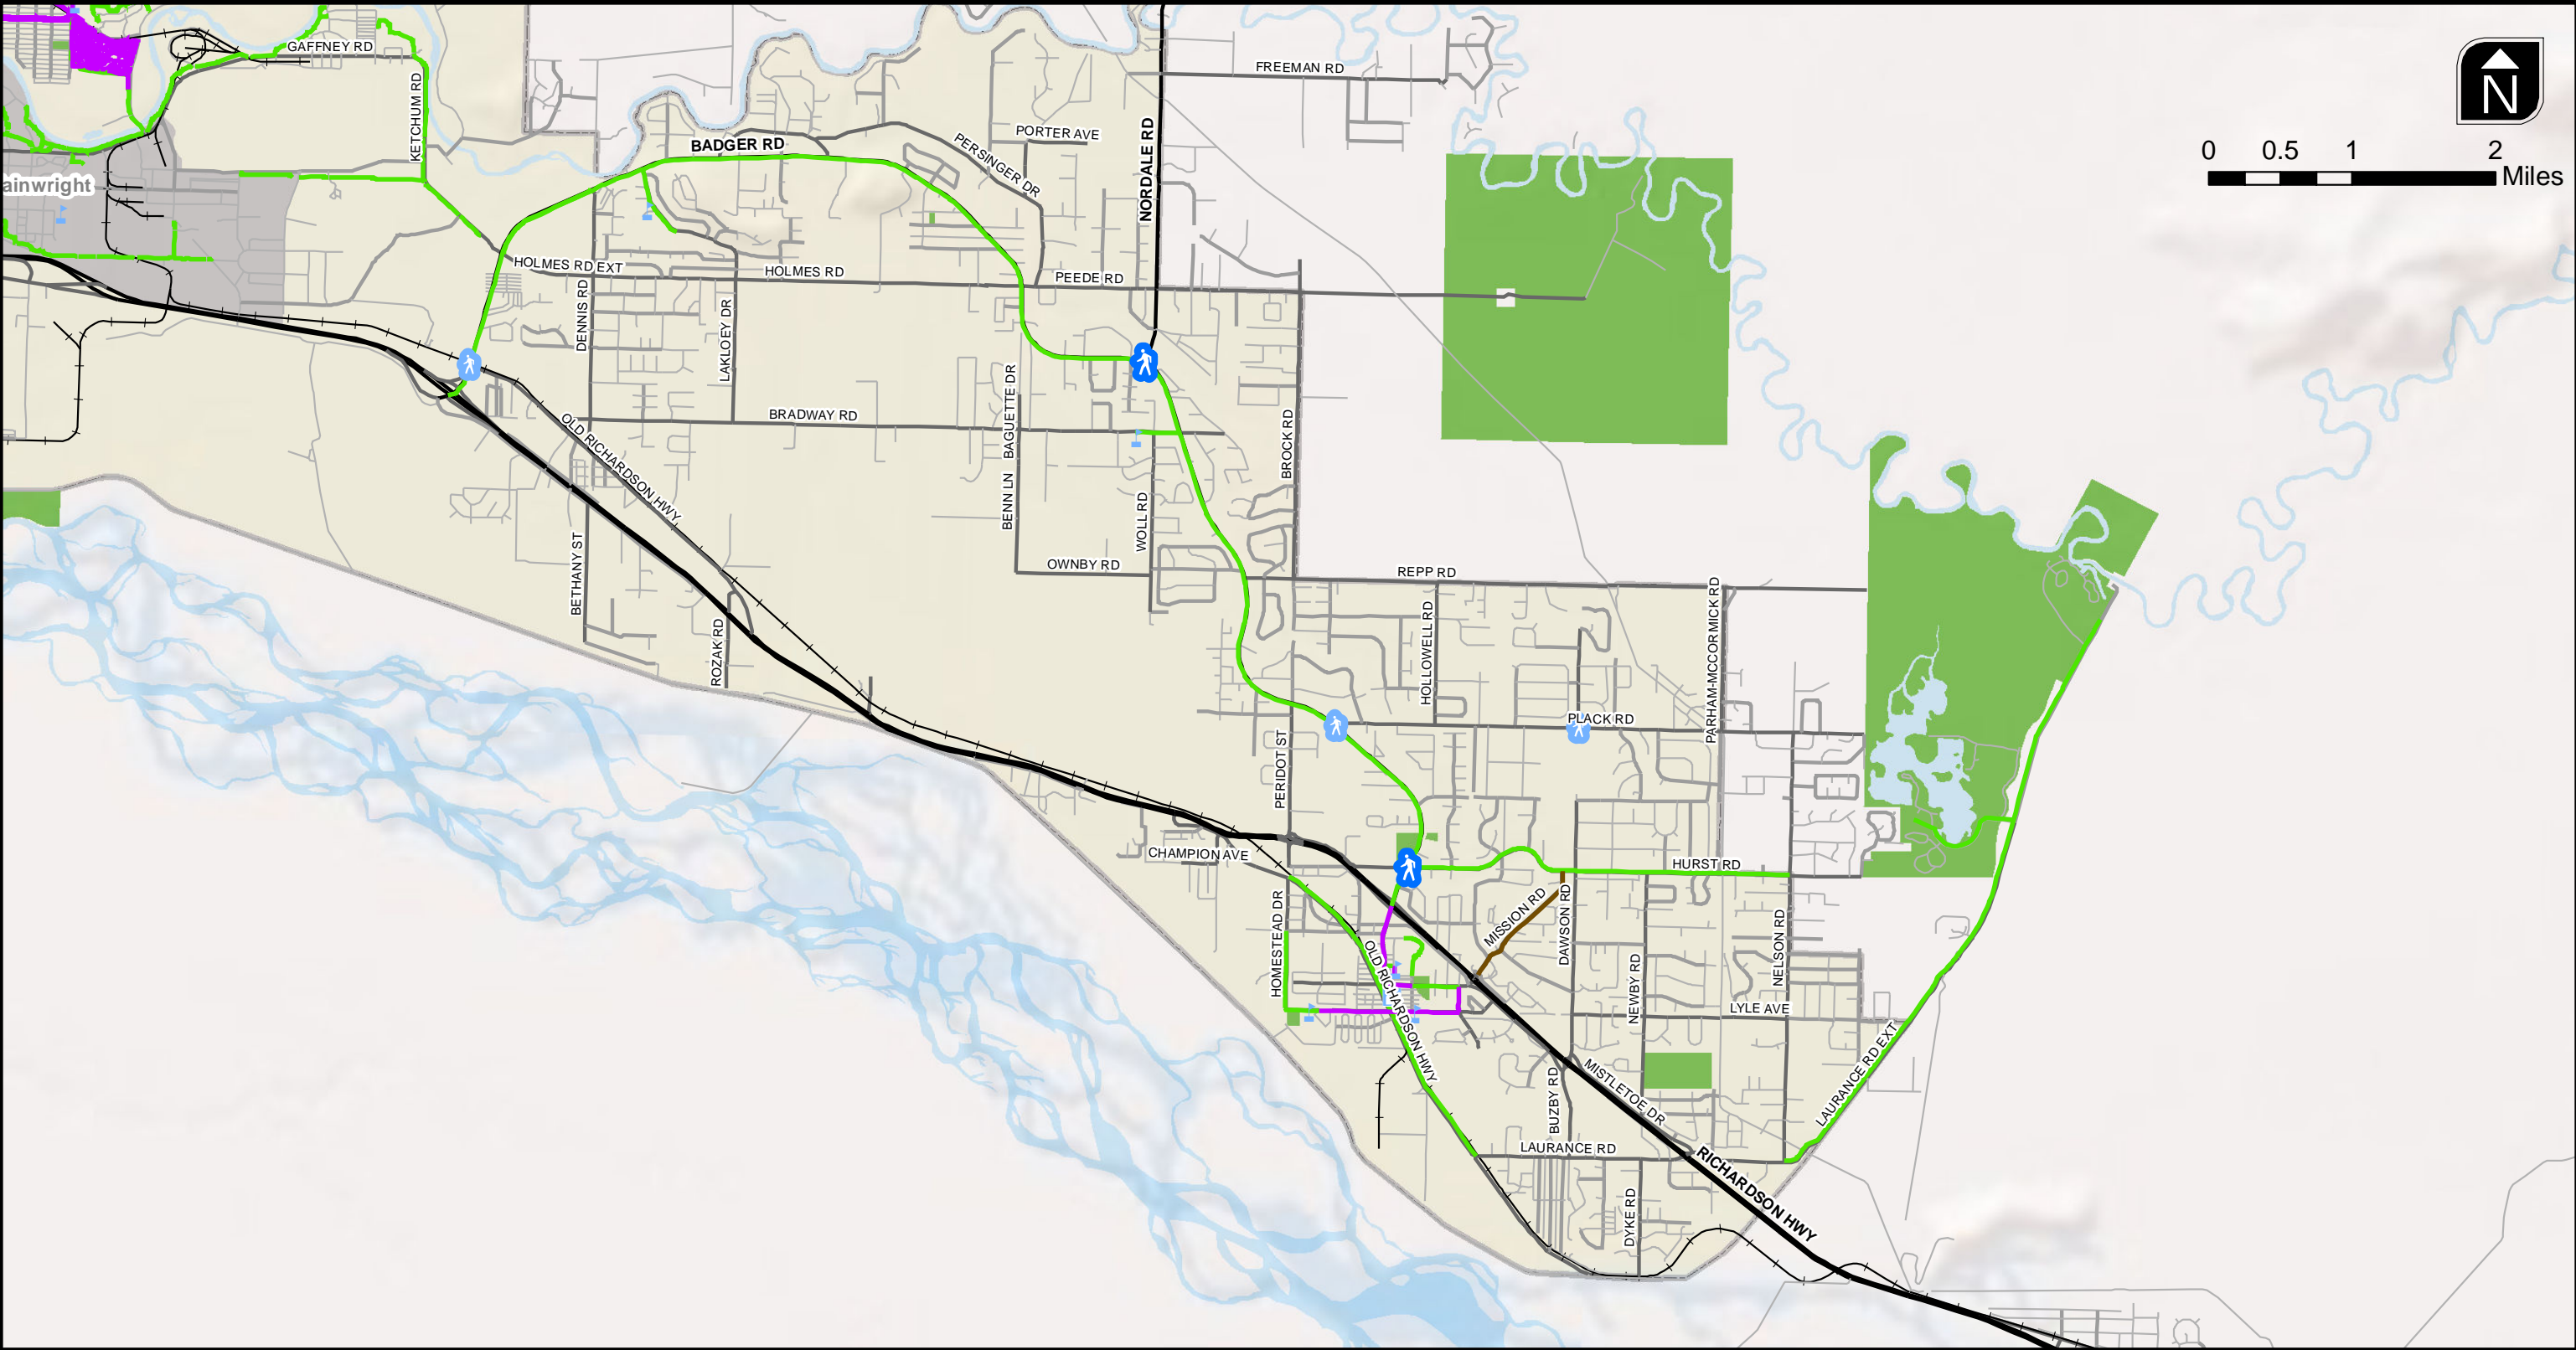 GAFFNEY RD
FREEMAN RD
N
KETCHUM RD
BADGER RD
PERSINGER DR
PORTER AVE
NORDALE RD
0 0.5 1 2
Miles
ainwright
HOLMES RD EXT
HOLMES RD
PEEDE RD
DENNIS RD
LAKLOEY DR
BAGUETTE DR
BRADWAY RD
BROCK RD
OLD RICHARDSON HWY
BENN LN
WOLL RD
BETHANY ST
OWNBY RD
REPP RD
ROZAK RD
HOLLOWELL RD
PARHAM-MCCORMICK RD
PLACK RD
PERIDOT ST
CHAMPION AVE
HURST RD
HOMESTEAD DR
MISSION RD
DAWSON RD
NELSON RD
OLD RICHARDSON HWY
OLD RICHARDSON HWY
NEWBY RD
LYLE AVE
LAURANCE RD EXT
BUZBY RD
MISTLETOE DR
LAURANCE RD
RICHARDSON HWY
DYKE RD